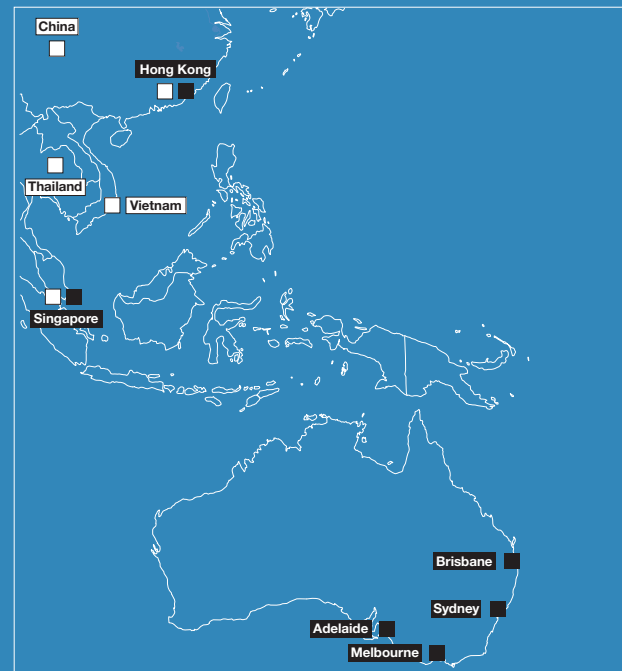 China
Hong Kong
Thailand
Vietnam
Singapore
Brisbane
Sydney
Adelaide
Melbourne